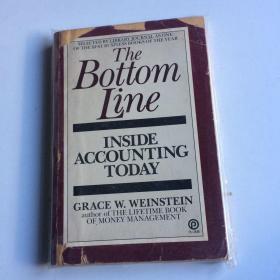 SELECTED BY LIBRARY JOURNAL AS ONE
OF THE BEST BUSINESS BOOKS OF THE YEAR
The
Bottom
Line
INSIDE
ACCOUNTING
TODAY
GRACE W. WEINSTEIN
author of THE LIFETIME BOOK
OF MONEY MANAGEMENT